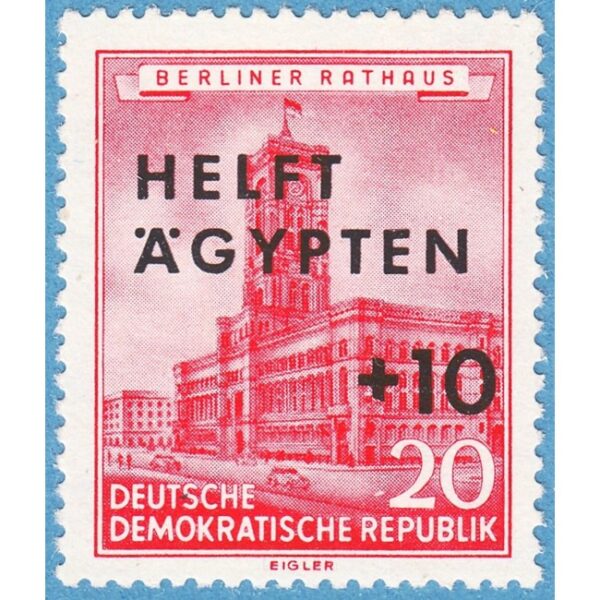 BERLINER RATHAUS
HELFT
ÄGYPTEN
+10
20
DEUTSCHE
DEMOKRATISCHE REPUBLIK
EIGLER